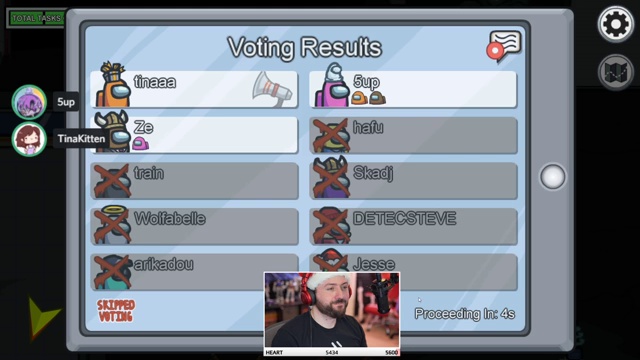 TOTAL TASKS
Voting Results
tinaaa
5up
5up
TinaKitten
Ze
hafu
train
Skadj
Wolfabelle
DETECSTEVE
arikadou
Jesse
SKIPPED
VOTING
Proceeding In: 4s
HEART 5434 5600